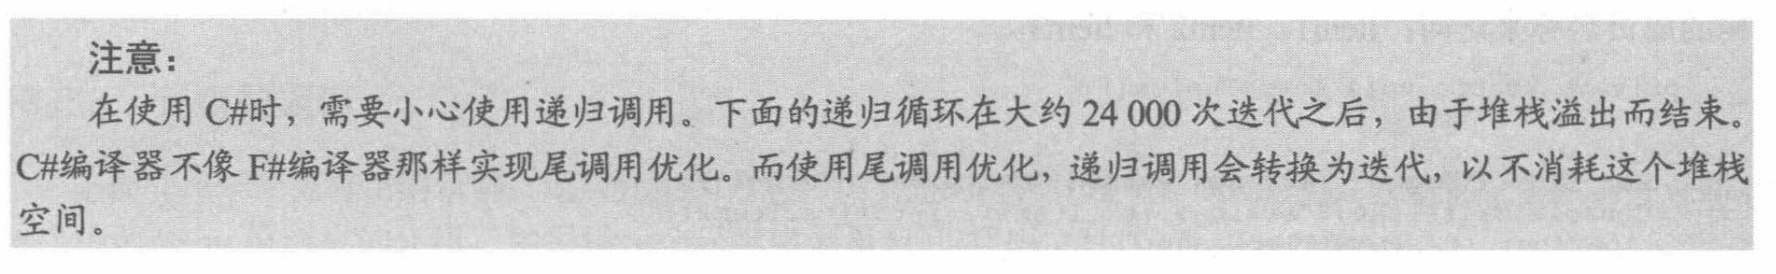 注意：
在使用 C#时，需要小心使用递归调用。下面的递归循环在大约 24 000 次迭代之后，由于堆栈溢出而结束。
C#编译器不像 F#编译器那样实现尾调用优化。而使用尾调用优化，递归调用会转换为迭代，以不消耗这个堆栈
空间。